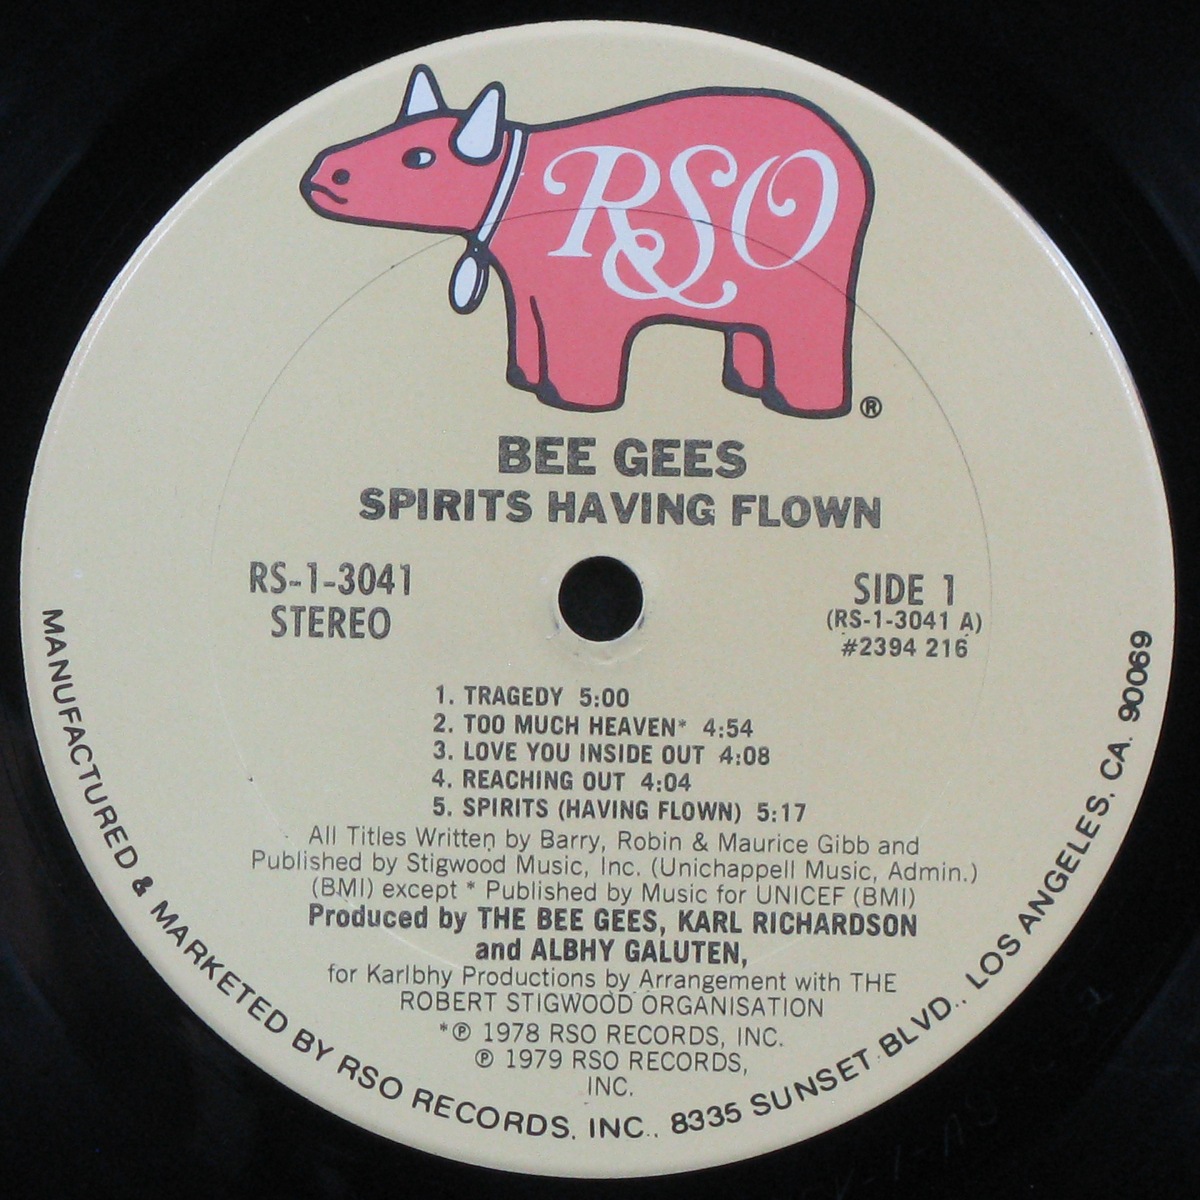 RSO
®
BEE GEES
SPIRITS HAVING FLOWN
RS-1-3041
STEREO
SIDE 1
(RS-1-3041 A)
#2394 216
1. TRAGEDY 5:00
2. TOO MUCH HEAVEN* 4:54
3. LOVE YOU INSIDE OUT 4:08
4. REACHING OUT 4:04
5. SPIRITS (HAVING FLOWN) 5:17
All Titles Written by Barry, Robin & Maurice Gibb and
Published by Stigwood Music, Inc. (Unichappell Music, Admin.)
(BMI) except * Published by Music for UNICEF (BMI)
Produced by THE BEE GEES, KARL RICHARDSON
and ALBHY GALUTEN,
for Karlbhy Productions by Arrangement with THE
ROBERT STIGWOOD ORGANISATION
*℗ 1978 RSO RECORDS, INC.
℗ 1979 RSO RECORDS,
INC.
MANUFACTURED & MARKETED BY RSO RECORDS, INC., 8335 SUNSET BLVD., LOS ANGELES, CA. 90069